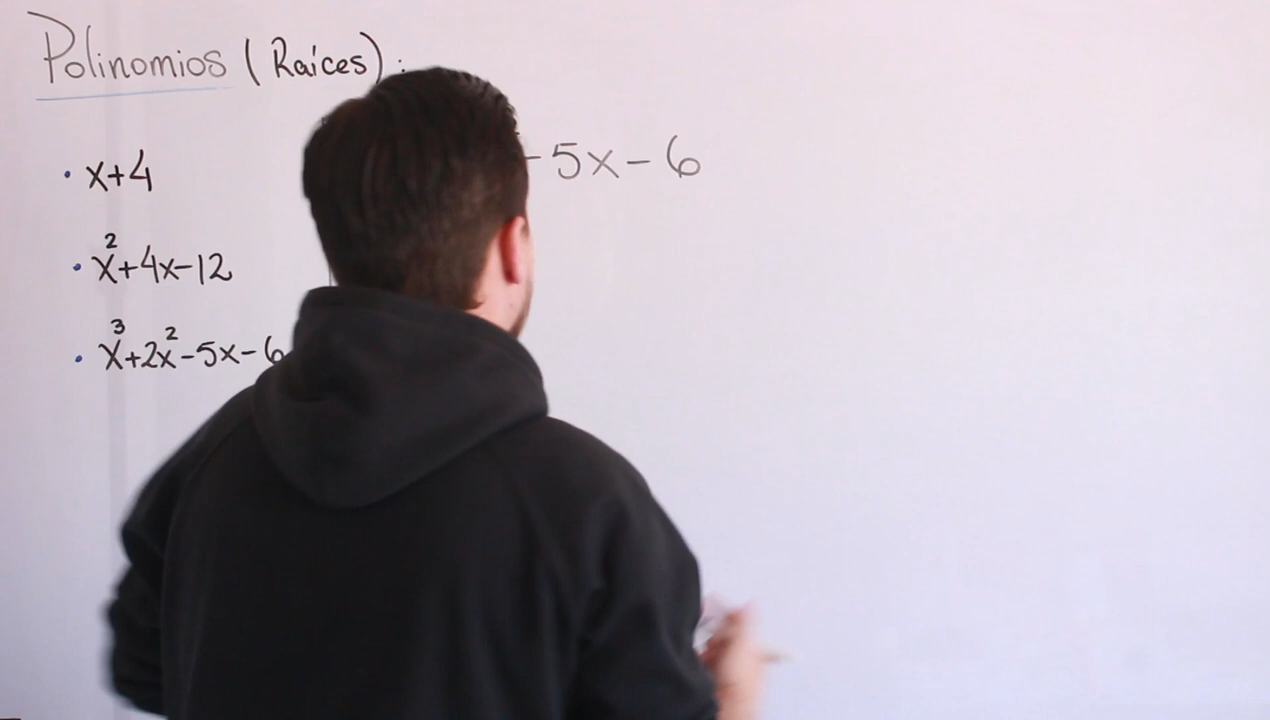 Polinomios (Raíces):
• x+4
-5x-6
• x²+4x-12
• x³+2x²-5x-6